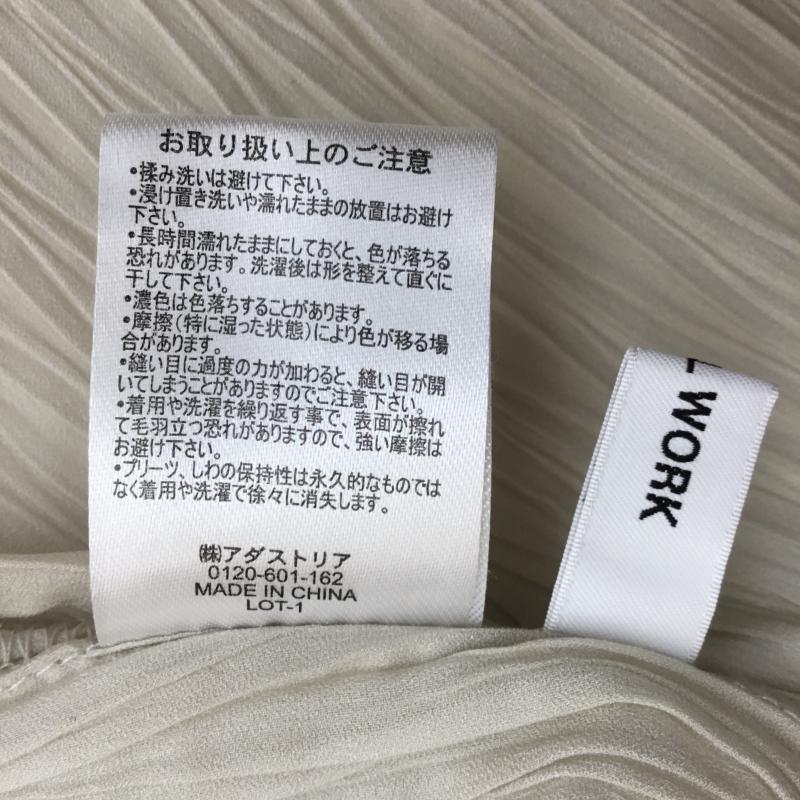 お取り扱い上のご注意
・揉み洗いは避けて下さい。
・浸け置き洗いや濡れたままの放置はお避け
下さい。
・長時間濡れたままにしておくと、色が落ちる
恐れがあります。洗濯後は形を整えて直ぐに
干して下さい。
・濃色は色落ちすることがあります。
・摩擦(特に湿った状態)により色が移る場
合があります。
・縫い目に過度の力が加わると、縫い目が開
いてしまうことがありますのでご注意下さい。
・着用や洗濯を繰り返す事で、表面が擦れ
て毛羽立つ恐れがありますので、強い摩擦は
お避け下さい。
・プリーツ、しわの保持性は永久的なものでは
なく着用や洗濯で徐々に消失します。
㈱アダストリア
0120-601-162
MADE IN CHINA
LOT-1
WORK